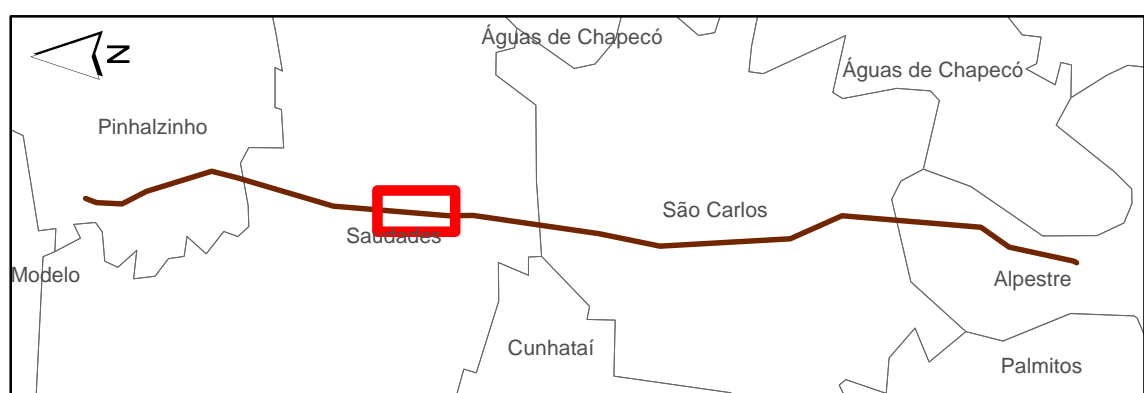 Águas de Chapecó
N
Águas de Chapecó
Pinhalzinho
São Carlos
Saudades
Modelo
Alpestre
Cunhataí
Palmitos